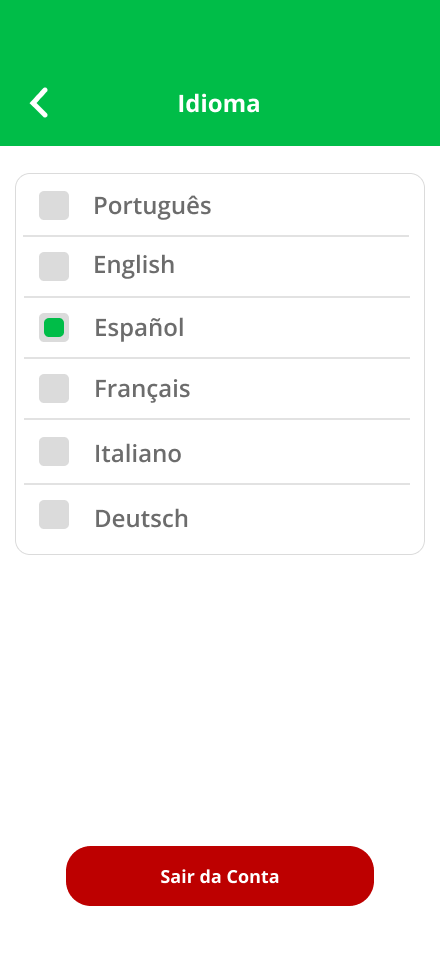 Idioma
Português
English
Español
Français
Italiano
Deutsch
Sair da Conta